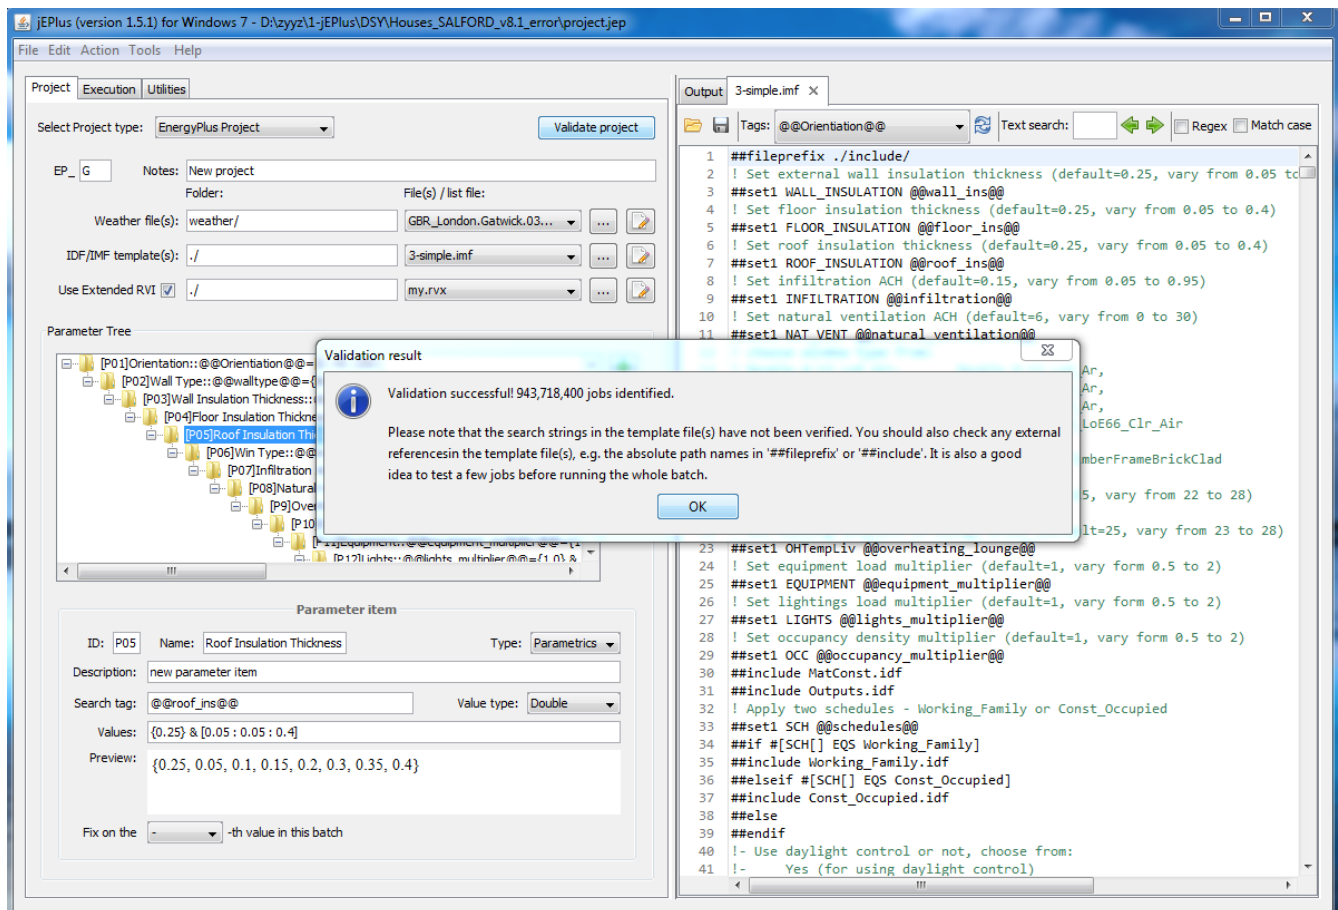 jEPlus (version 1.5.1) for Windows 7 - D:\zyyz\1-jEPlus\DSY\Houses_SALFORD_v8.1_error\project.jep
File Edit Action Tools Help
Project Execution Utilities
Select Project type: EnergyPlus Project Validate project
EP_ G Notes: New project
Folder: File(s) / list file:
Weather file(s): weather/ GBR_London.Gatwick.03... ...
IDF/IMF template(s): ./ 3-simple.imf ...
Use Extended RVI ./ my.rvx ...
Parameter Tree
[P01]Orientation::@@Orientiation@@=
[P02]Wall Type::@@walltype@@={
[P03]Wall Insulation Thickness::
[P04]Floor Insulation Thickne
[P05]Roof Insulation Thi
[P06]Win Type::@@
[P07]Infiltration
[P08]Natural
[P9]Ove
[P10
[P11]Equipment::@@equipment_multiplier@@={1
[P12]Lights::@@lights_multiplier@@={1.0} &
Parameter item
ID: P05 Name: Roof Insulation Thickness Type: Parametrics
Description: new parameter item
Search tag: @@roof_ins@@ Value type: Double
Values: {0.25} & [0.05 : 0.05 : 0.4]
Preview: {0.25, 0.05, 0.1, 0.15, 0.2, 0.3, 0.35, 0.4}
Fix on the - -th value in this batch
Output 3-simple.imf
Tags: @@Orientiation@@ Text search: Regex Match case
1 ##fileprefix ./include/
2 ! Set external wall insulation thickness (default=0.25, vary from 0.05 to
3 ##set1 WALL_INSULATION @@wall_ins@@
4 ! Set floor insulation thickness (default=0.25, vary from 0.05 to 0.4)
5 ##set1 FLOOR_INSULATION @@floor_ins@@
6 ! Set roof insulation thickness (default=0.25, vary from 0.05 to 0.4)
7 ##set1 ROOF_INSULATION @@roof_ins@@
8 ! Set infiltration ACH (default=0.15, vary from 0.05 to 0.95)
9 ##set1 INFILTRATION @@infiltration@@
10 ! Set natural ventilation ACH (default=6, vary from 0 to 30)
11 ##set1 NAT_VENT @@natural_ventilation@@
Ar,
Ar,
Ar,
LoE66_Clr_Air
mberFrameBrickClad
5, vary from 22 to 28)
lt=25, vary from 23 to 28)
23 ##set1 OHTempLiv @@overheating_lounge@@
24 ! Set equipment load multiplier (default=1, vary form 0.5 to 2)
25 ##set1 EQUIPMENT @@equipment_multiplier@@
26 ! Set lightings load multiplier (default=1, vary form 0.5 to 2)
27 ##set1 LIGHTS @@lights_multiplier@@
28 ! Set occupancy density multiplier (default=1, vary form 0.5 to 2)
29 ##set1 OCC @@occupancy_multiplier@@
30 ##include MatConst.idf
31 ##include Outputs.idf
32 ! Apply two schedules - Working_Family or Const_Occupied
33 ##set1 SCH @@schedules@@
34 ##if #[SCH[] EQS Working_Family]
35 ##include Working_Family.idf
36 ##elseif #[SCH[] EQS Const_Occupied]
37 ##include Const_Occupied.idf
38 ##else
39 ##endif
40 !- Use daylight control or not, choose from:
41 !- Yes (for using daylight control)
Validation result
Validation successful! 943,718,400 jobs identified.
Please note that the search strings in the template file(s) have not been verified. You should also check any external
referencesin the template file(s), e.g. the absolute path names in '##fileprefix' or '##include'. It is also a good
idea to test a few jobs before running the whole batch.
OK